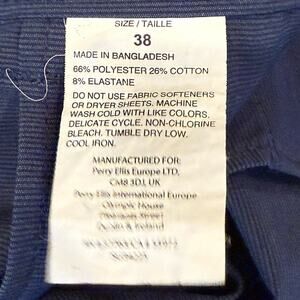 SIZE / TAILLE
38
MADE IN BANGLADESH
66% POLYESTER 26% COTTON
8% ELASTANE
DO NOT USE FABRIC SOFTENERS
OR DRYER SHEETS. MACHINE
WASH COLD WITH LIKE COLORS.
DELICATE CYCLE. NON-CHLORINE
BLEACH. TUMBLE DRY LOW.
COOL IRON.
MANUFACTURED FOR:
Perry Ellis Europe LTD,
CM8 3DJ, UK
Perry Ellis International Europe
Olympic House
Street
Ireland